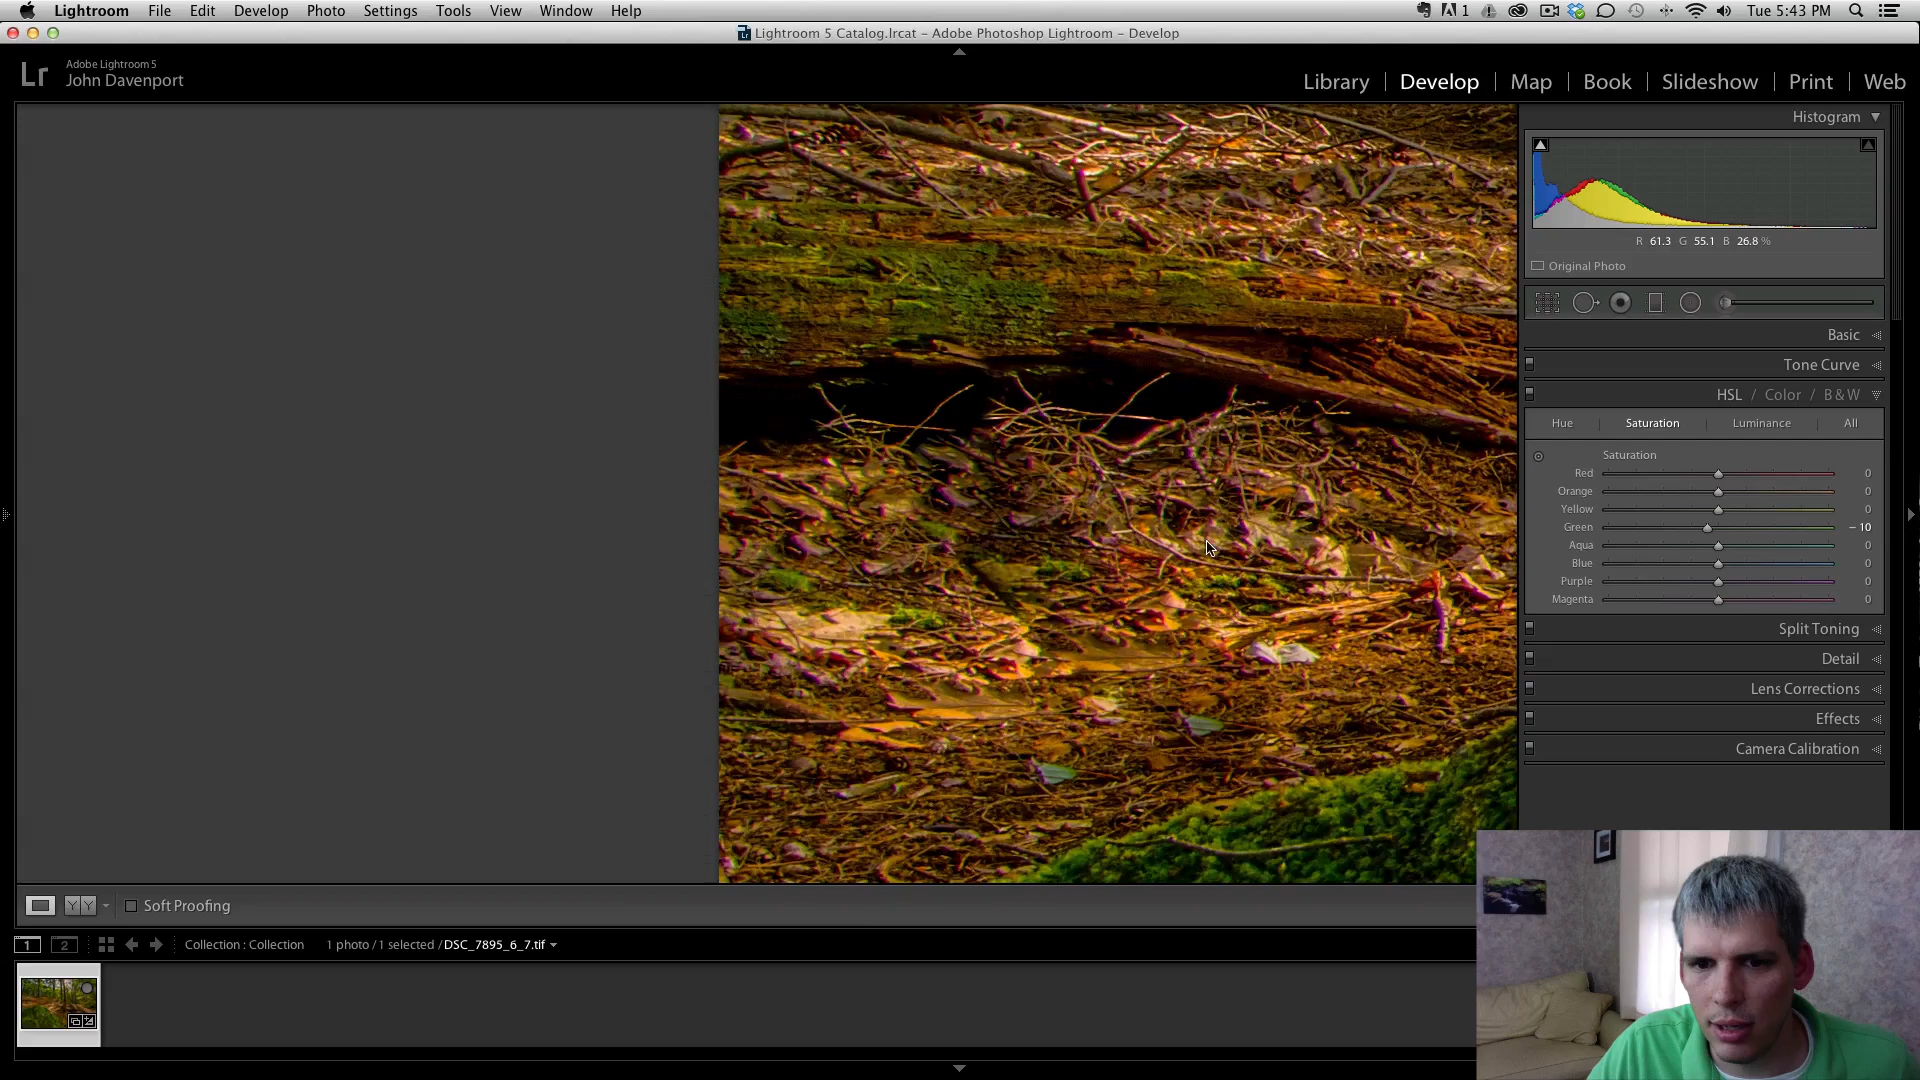 Lightroom File Edit Develop Photo Settings Tools View Window Help 1 Tue 5:43 PM
Lightroom 5 Catalog.lrcat – Adobe Photoshop Lightroom – Develop
Lr Adobe Lightroom 5
John Davenport
Library | Develop | Map | Book | Slideshow | Print | Web
Histogram
R 61.3 G 55.1 B 26.8 %
Original Photo
Basic
Tone Curve
HSL / Color / B & W
Hue Saturation Luminance All
Saturation
Red 0
Orange 0
Yellow 0
Green – 10
Aqua 0
Blue 0
Purple 0
Magenta 0
Split Toning
Detail
Lens Corrections
Effects
Camera Calibration
Y Y Soft Proofing
1 2 Collection : Collection 1 photo / 1 selected / DSC_7895_6_7.tif